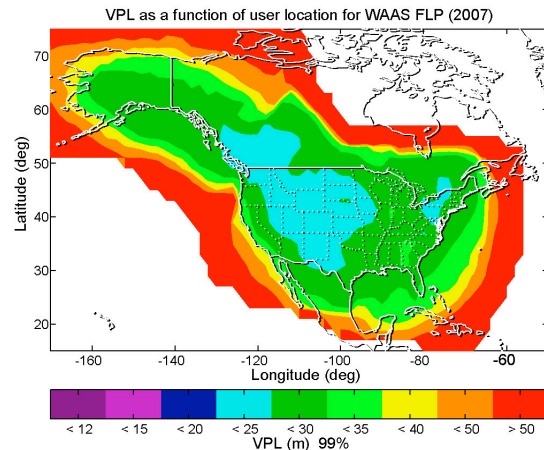 VPL as a function of user location for WAAS FLP (2007)
70
60
50
40
30
20
Latitude (deg)
-160 -140 -120 -100 -80 -60
Longitude (deg)
< 12 < 15 < 20 < 25 < 30 < 35 < 40 < 50 > 50
VPL (m) 99%